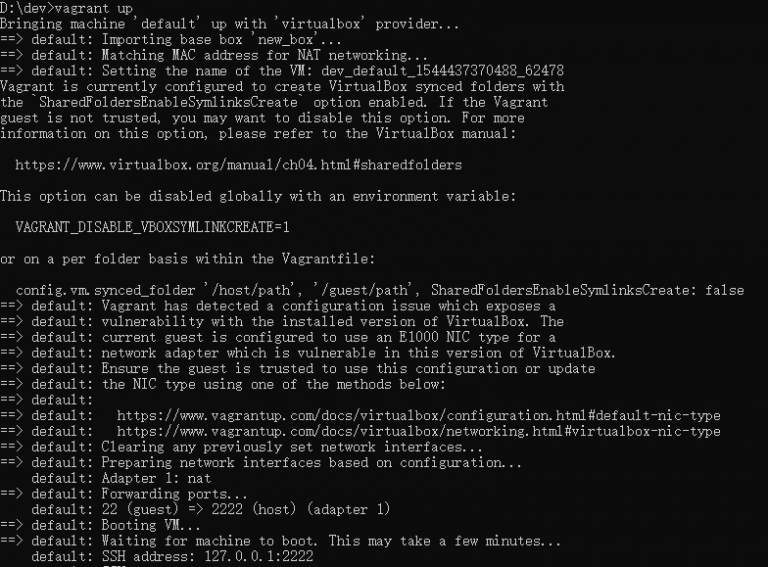 D:\dev>vagrant up
Bringing machine 'default' up with 'virtualbox' provider...
==> default: Importing base box 'new_box'...
==> default: Matching MAC address for NAT networking...
==> default: Setting the name of the VM: dev_default_1544437370488_62478
Vagrant is currently configured to create VirtualBox synced folders with
the `SharedFoldersEnableSymlinksCreate` option enabled. If the Vagrant
guest is not trusted, you may want to disable this option. For more
information on this option, please refer to the VirtualBox manual:
https://www.virtualbox.org/manual/ch04.html#sharedfolders
This option can be disabled globally with an environment variable:
VAGRANT_DISABLE_VBOXSYMLINKCREATE=1
or on a per folder basis within the Vagrantfile:
config.vm.synced_folder '/host/path', '/guest/path', SharedFoldersEnableSymlinksCreate: false
==> default: Vagrant has detected a configuration issue which exposes a
==> default: vulnerability with the installed version of VirtualBox. The
==> default: current guest is configured to use an E1000 NIC type for a
==> default: network adapter which is vulnerable in this version of VirtualBox.
==> default: Ensure the guest is trusted to use this configuration or update
==> default: the NIC type using one of the methods below:
==> default:
==> default:   https://www.vagrantup.com/docs/virtualbox/configuration.html#default-nic-type
==> default:   https://www.vagrantup.com/docs/virtualbox/networking.html#virtualbox-nic-type
==> default: Clearing any previously set network interfaces...
==> default: Preparing network interfaces based on configuration...
default: Adapter 1: nat
==> default: Forwarding ports...
default: 22 (guest) => 2222 (host) (adapter 1)
==> default: Booting VM...
==> default: Waiting for machine to boot. This may take a few minutes...
default: SSH address: 127.0.0.1:2222